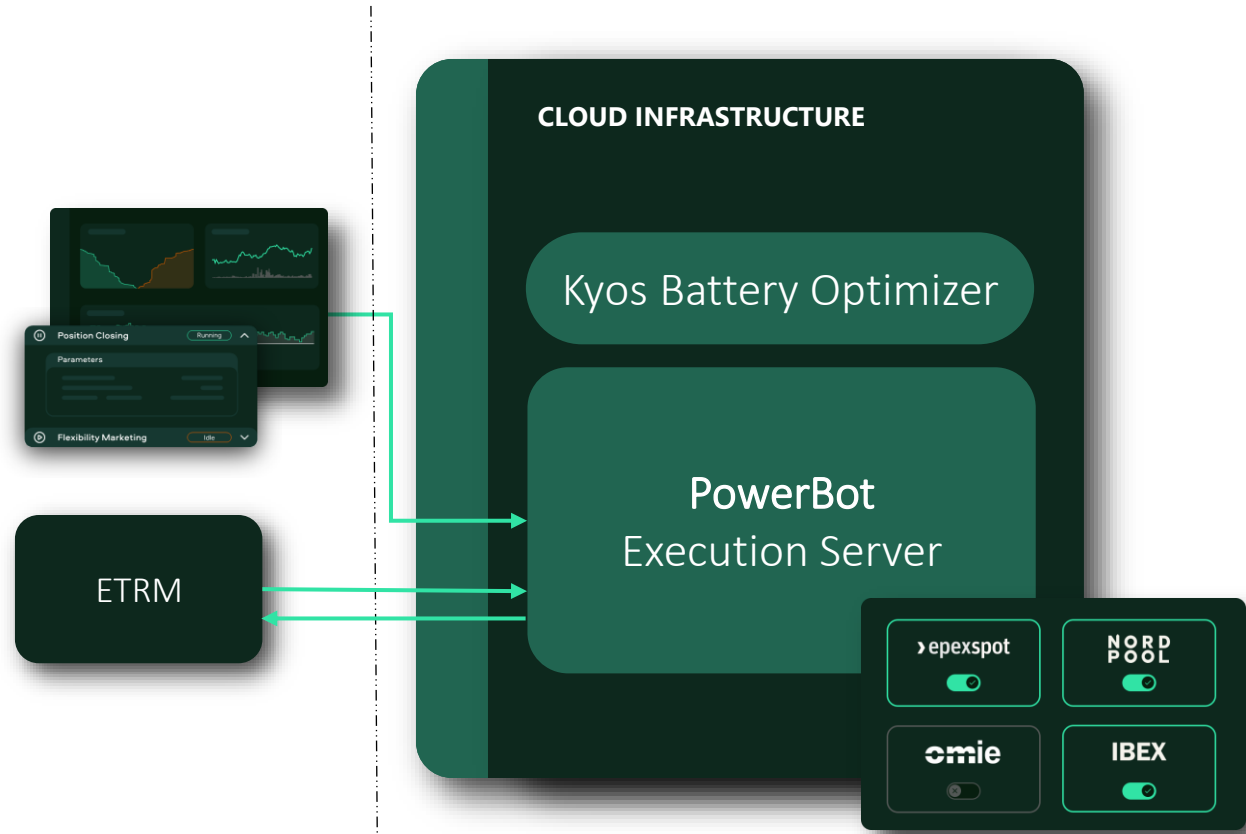 CLOUD INFRASTRUCTURE
Kyos Battery Optimizer
Position Closing
Running
Parameters
Flexibility Marketing
Idle
PowerBot
Execution Server
ETRM
epexspot
NORD
POOL
omie
IBEX